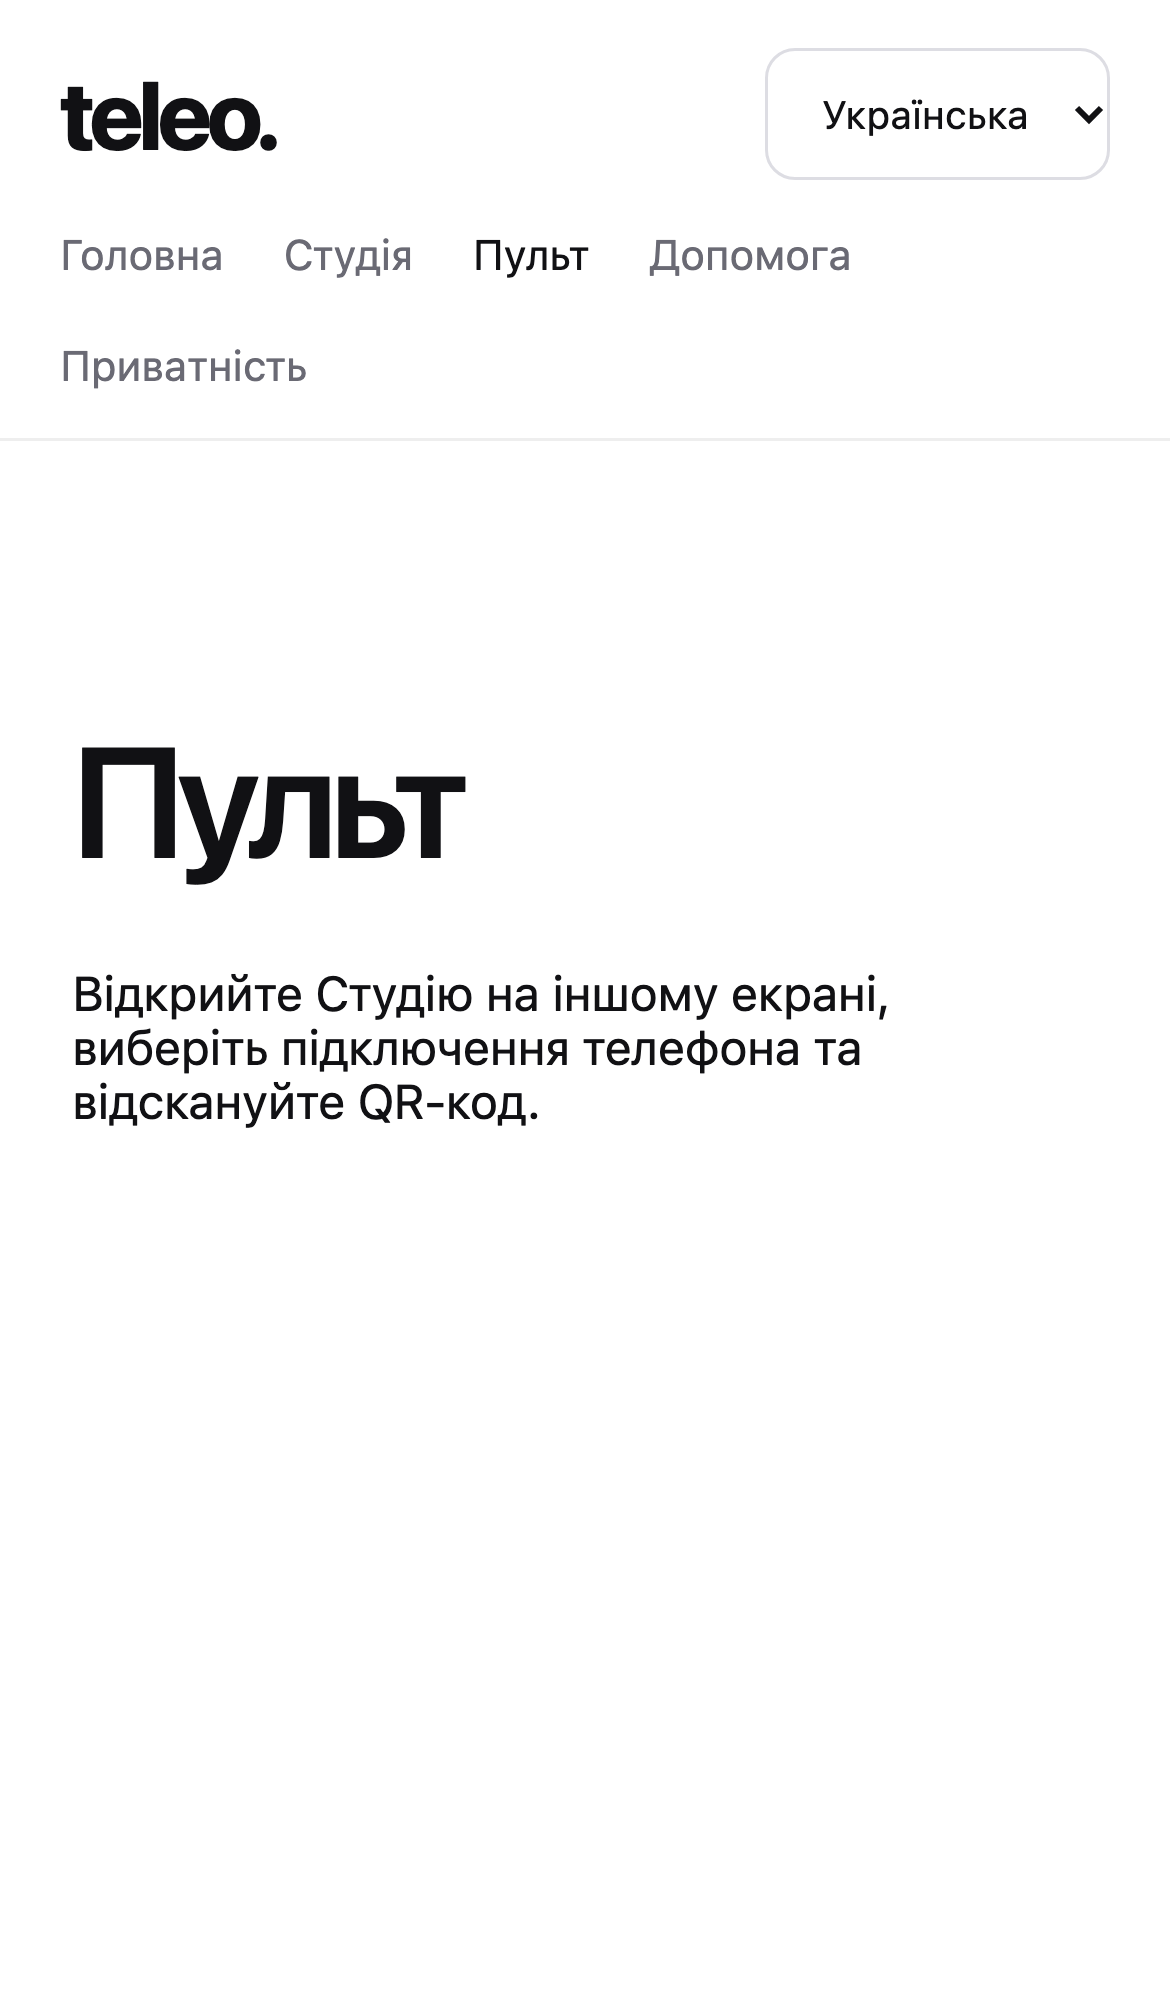 teleo.
Українська
Головна Студія Пульт Допомога
Приватність
Пульт
Відкрийте Студію на іншому екрані,
виберіть підключення телефона та
відскануйте QR-код.